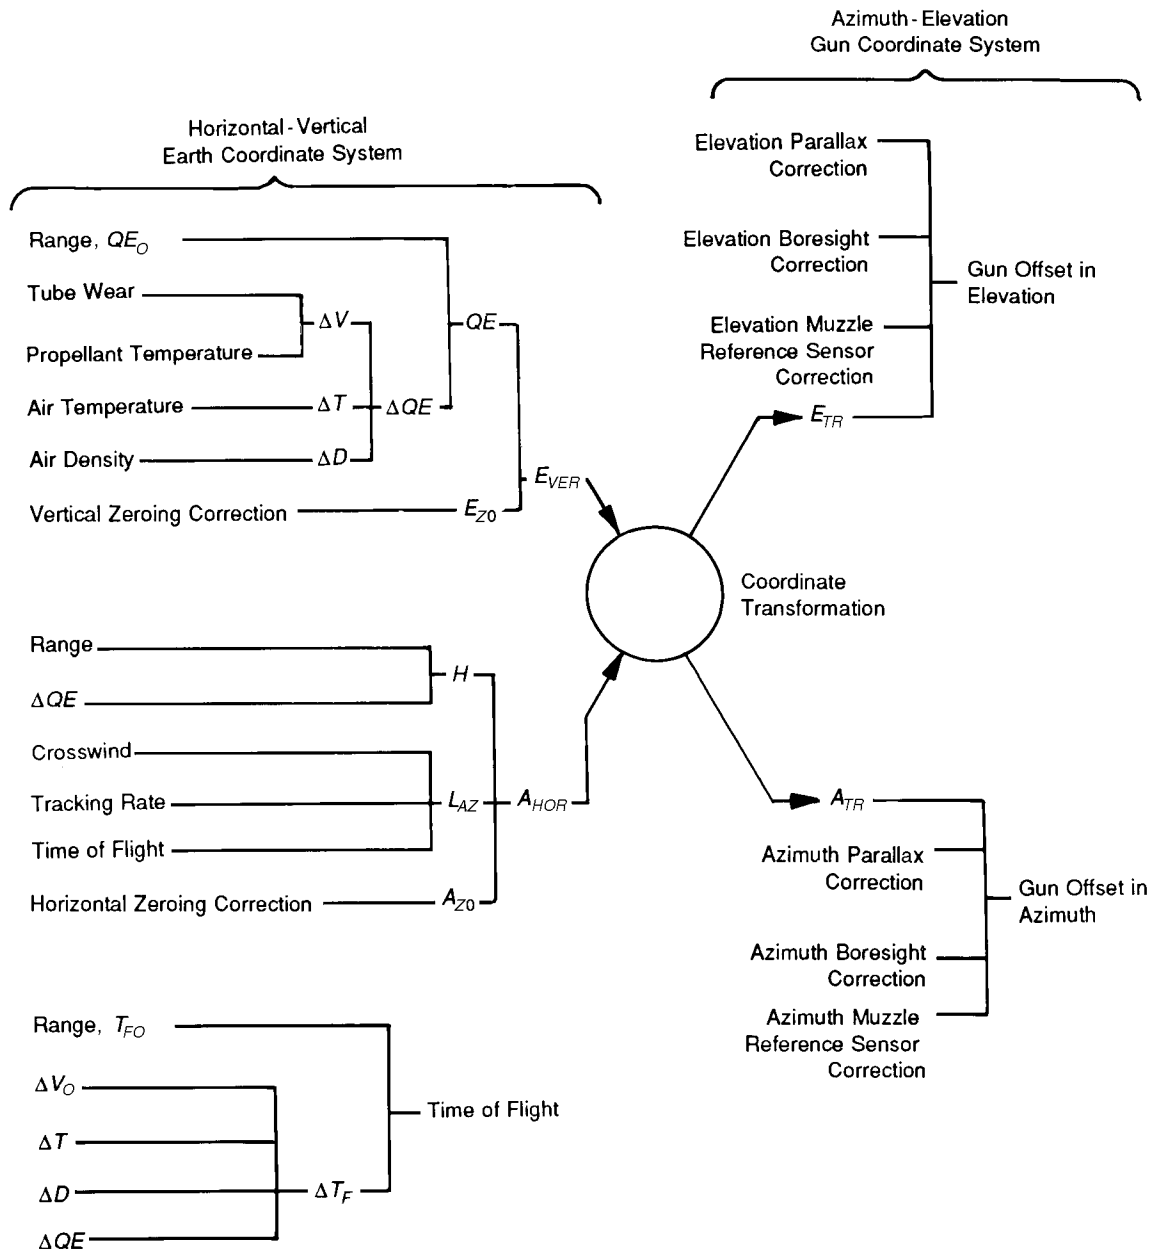 Azimuth-Elevation
Gun Coordinate System
Horizontal-Vertical
Earth Coordinate System
Elevation Parallax
Correction
Range, QE_O
Elevation Boresight
Correction
Gun Offset in
Elevation
Tube Wear
ΔV
QE
Propellant Temperature
Elevation Muzzle
Reference Sensor
Correction
Air Temperature
ΔT
ΔQE
E_TR
Air Density
ΔD
E_VER
Vertical Zeroing Correction
E_Z0
Coordinate
Transformation
Range
H
ΔQE
Crosswind
Tracking Rate
L_AZ
A_HOR
A_TR
Time of Flight
Azimuth Parallax
Correction
Horizontal Zeroing Correction
A_Z0
Gun Offset in
Azimuth
Azimuth Boresight
Correction
Azimuth Muzzle
Reference Sensor
Correction
Range, T_FO
ΔV_O
Time of Flight
ΔT
ΔD
ΔT_F
ΔQE